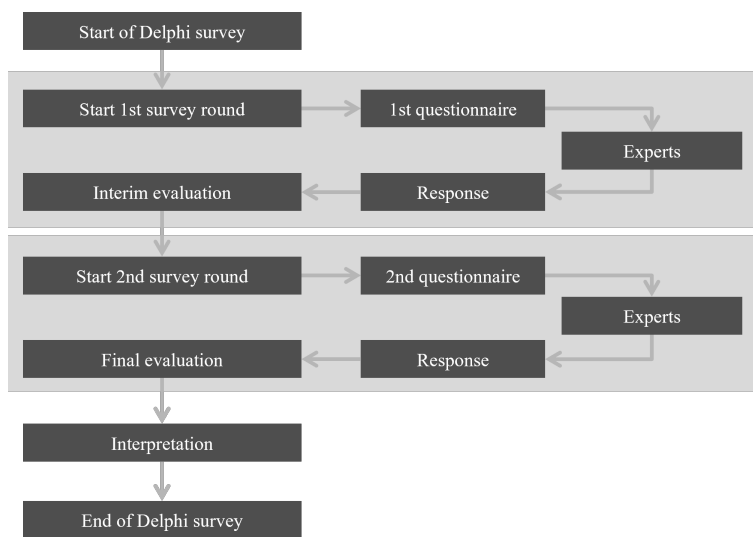 Start of Delphi survey
Start 1st survey round
1st questionnaire
Experts
Response
Interim evaluation
Start 2nd survey round
2nd questionnaire
Experts
Response
Final evaluation
Interpretation
End of Delphi survey